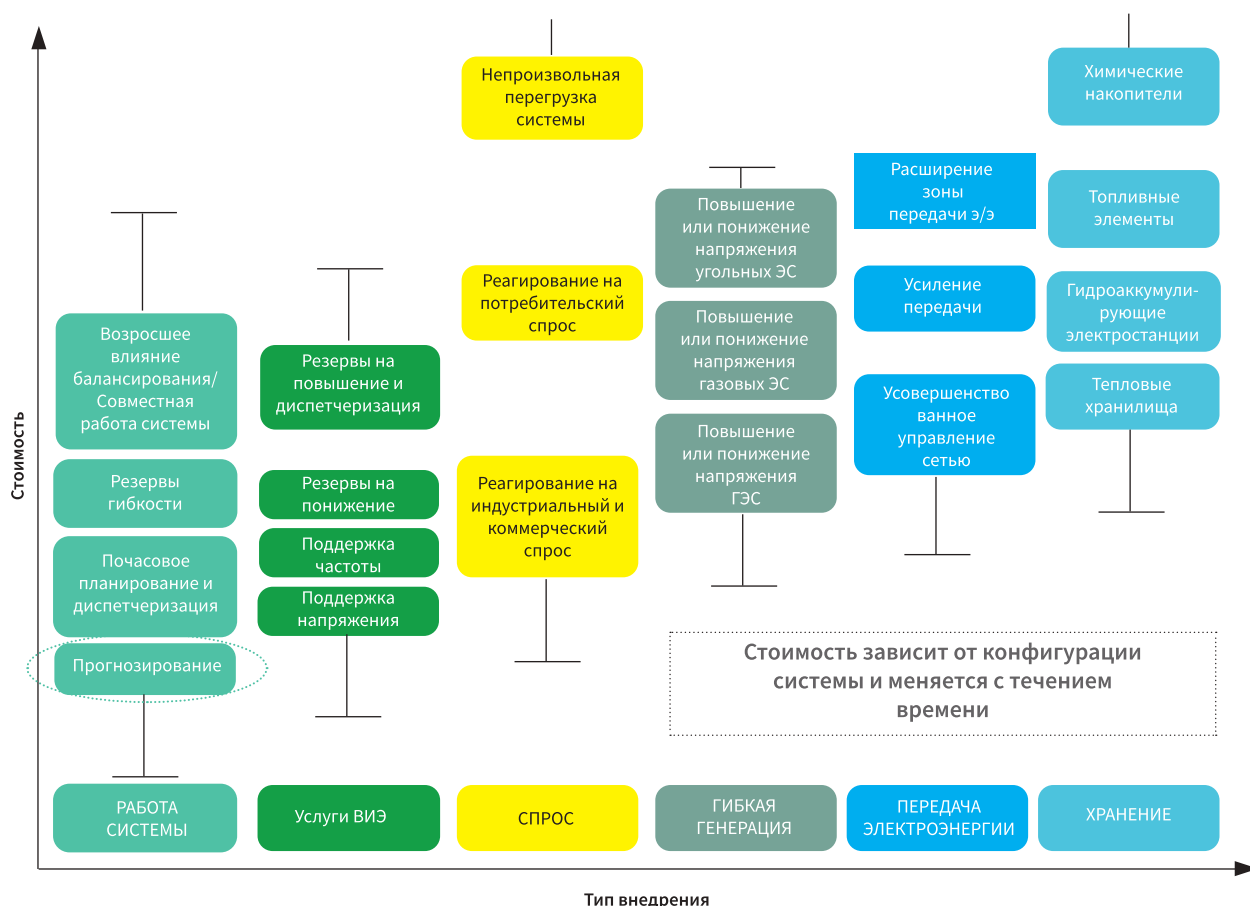 Стоимость
Возросшее
влияние
балансирования/
Совместная
работа системы
Резервы
гибкости
Почасовое
планирование и
диспетчеризация
Прогнозирование
РАБОТА
СИСТЕМЫ
Резервы на
повышение и
диспетчеризация
Резервы на
понижение
Поддержка
частоты
Поддержка
напряжения
Услуги ВИЭ
Непроизвольная
перегрузка
системы
Реагирование на
потребительский
спрос
Реагирование на
индустриальный и
коммерческий
спрос
СПРОС
Повышение
или понижение
напряжения
угольных ЭС
Повышение
или понижение
напряжения
газовых ЭС
Повышение
или понижение
напряжения
ГЭС
ГИБКАЯ
ГЕНЕРАЦИЯ
Расширение
зоны
передачи э/э
Усиление
передачи
Усовершенство
ванное
управление
сетью
ПЕРЕДАЧА
ЭЛЕКТРОЭНЕРГИИ
Химические
накопители
Топливные
элементы
Гидроаккумули-
рующие
электростанции
Тепловые
хранилища
ХРАНЕНИЕ
Стоимость зависит от конфигурации
системы и меняется с течением
времени
Тип внедрения